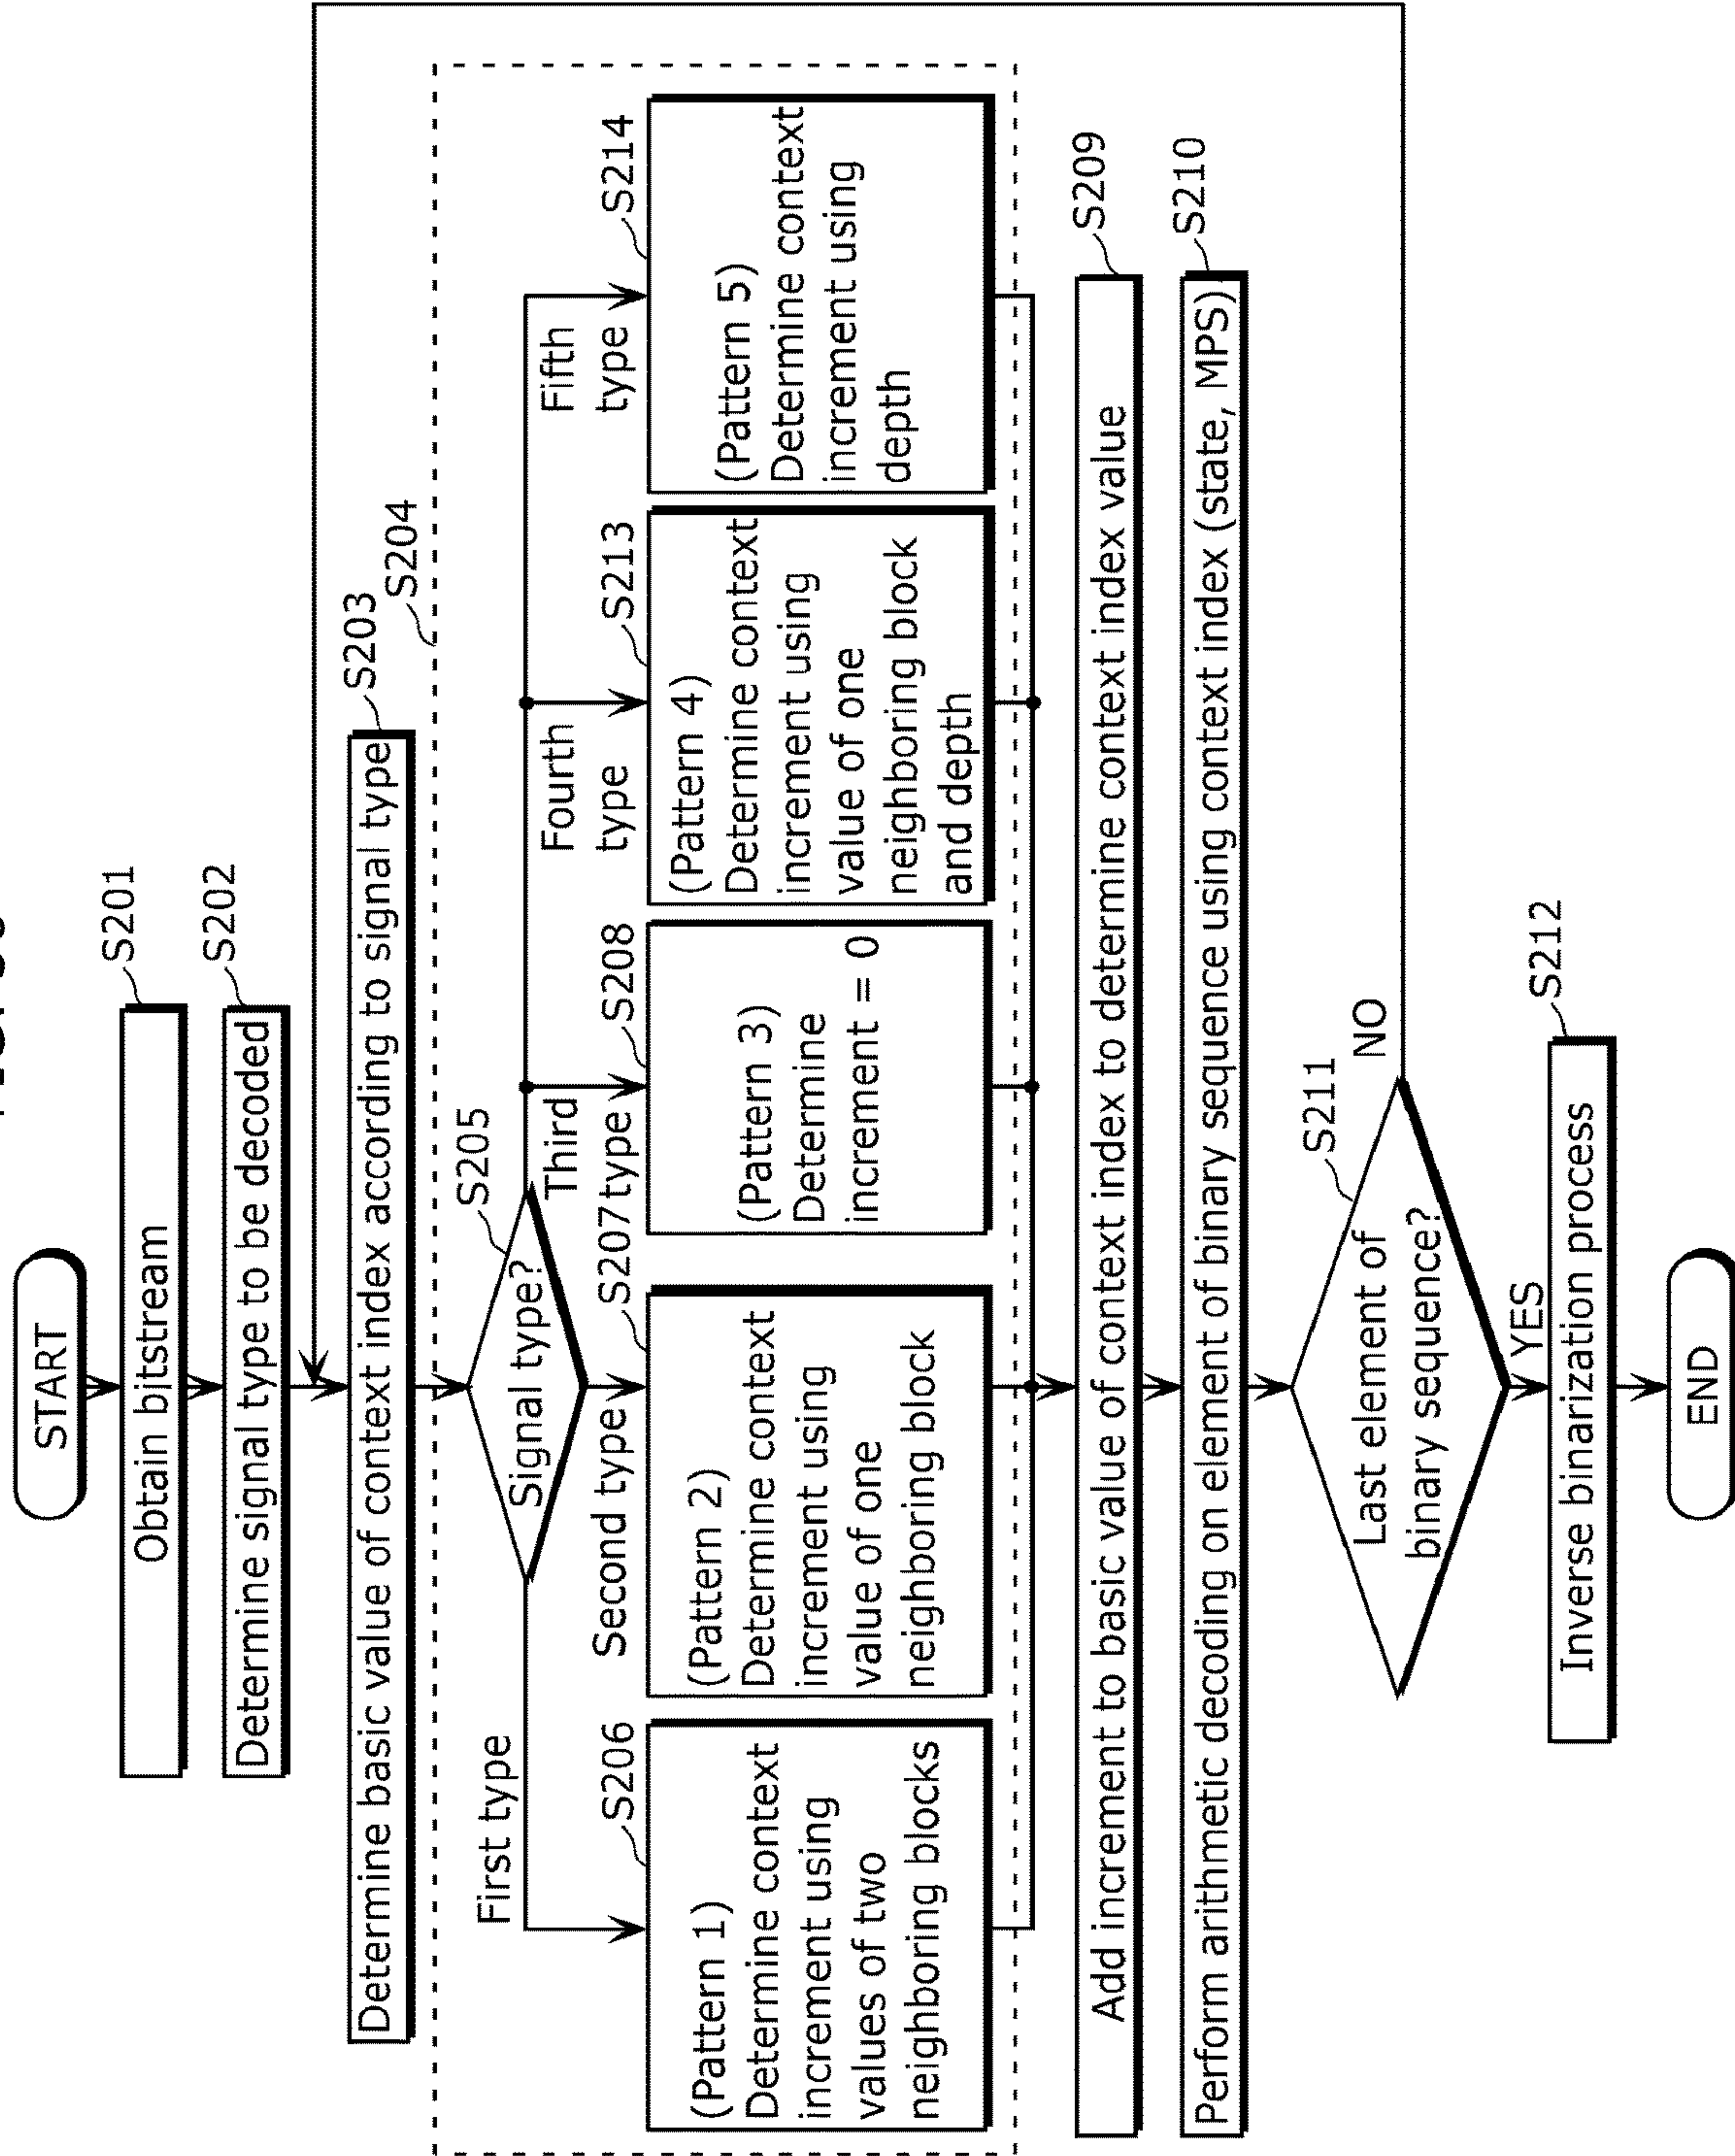 START
Obtain bitstream
S201
Determine signal type to be decoded
S202
Determine basic value of context index according to signal type
S203
S204
Signal type?
S205
First type
Second type
Third
type
Fourth
type
Fifth
type
S206
(Pattern 1)
Determine context
increment using
values of two
neighboring blocks
S207
(Pattern 2)
Determine context
increment using
value of one
neighboring block
S208
(Pattern 3)
Determine
increment = 0
S213
(Pattern 4)
Determine context
increment using
value of one
neighboring block
and depth
S214
(Pattern 5)
Determine context
increment using
depth
S209
Add increment to basic value of context index to determine context index value
S210
Perform arithmetic decoding on element of binary sequence using context index (state, MPS)
S211
Last element of
binary sequence?
NO
YES
S212
Inverse binarization process
END